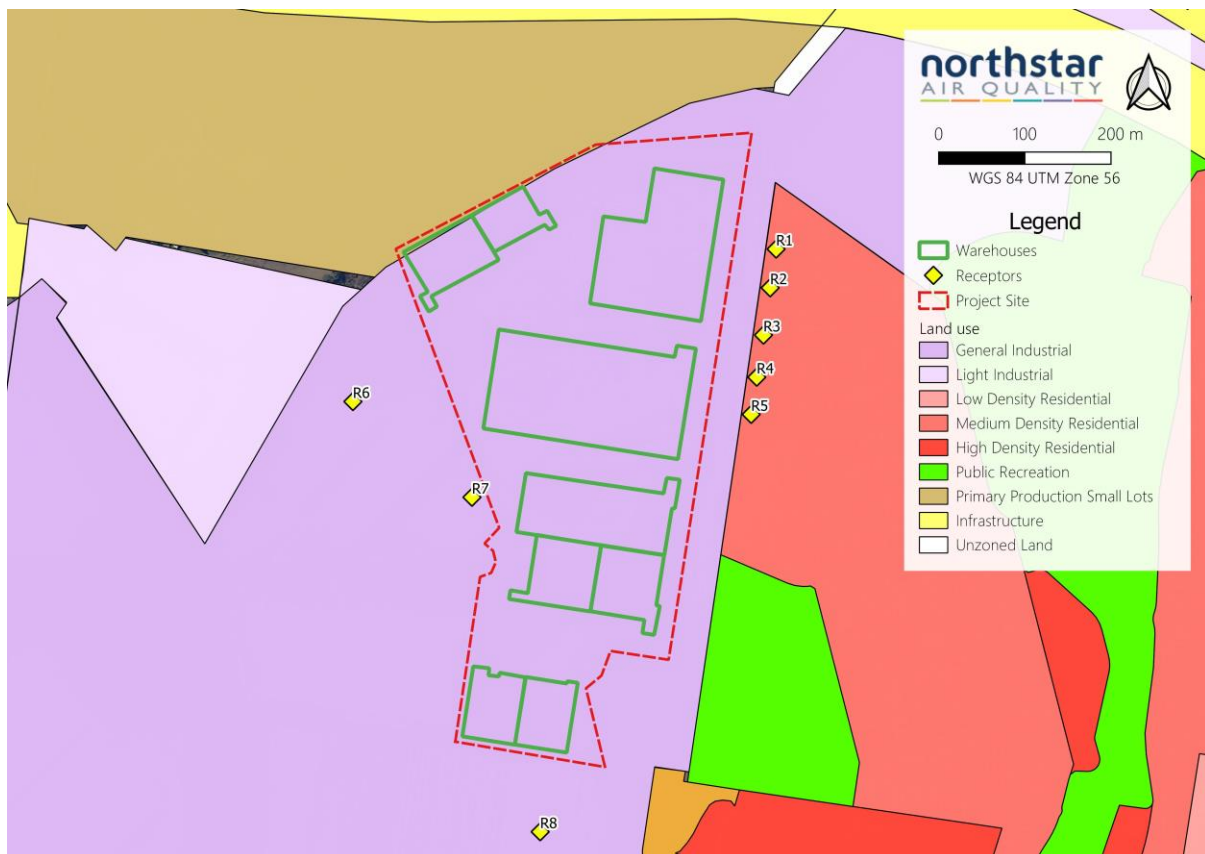 northstar
AIR QUALITY
0 100 200 m
WGS 84 UTM Zone 56
Legend
Warehouses
Receptors
Project Site
Land use
General Industrial
Light Industrial
Low Density Residential
Medium Density Residential
High Density Residential
Public Recreation
Primary Production Small Lots
Infrastructure
Unzoned Land
R1
R2
R3
R4
R5
R6
R7
R8